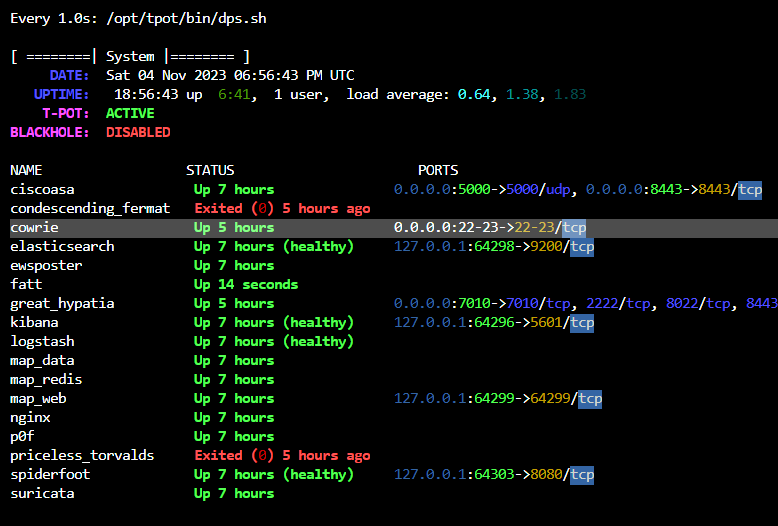 Every 1.0s: /opt/tpot/bin/dps.sh
[ ========| System |======== ]
DATE: Sat 04 Nov 2023 06:56:43 PM UTC
UPTIME: 18:56:43 up 6:41, 1 user, load average: 0.64, 1.38, 1.83
T-POT: ACTIVE
BLACKHOLE: DISABLED
NAME STATUS PORTS
ciscoasa Up 7 hours 0.0.0.0:5000->5000/udp, 0.0.0.0:8443->8443/tcp
condescending_fermat Exited (0) 5 hours ago
cowrie Up 5 hours 0.0.0.0:22-23->22-23/tcp
elasticsearch Up 7 hours (healthy) 127.0.0.1:64298->9200/tcp
ewsposter Up 7 hours
fatt Up 14 seconds
great_hypatia Up 5 hours 0.0.0.0:7010->7010/tcp, 2222/tcp, 8022/tcp, 8443
kibana Up 7 hours (healthy) 127.0.0.1:64296->5601/tcp
logstash Up 7 hours (healthy)
map_data Up 7 hours
map_redis Up 7 hours
map_web Up 7 hours 127.0.0.1:64299->64299/tcp
nginx Up 7 hours
p0f Up 7 hours
priceless_torvalds Exited (0) 5 hours ago
spiderfoot Up 7 hours (healthy) 127.0.0.1:64303->8080/tcp
suricata Up 7 hours